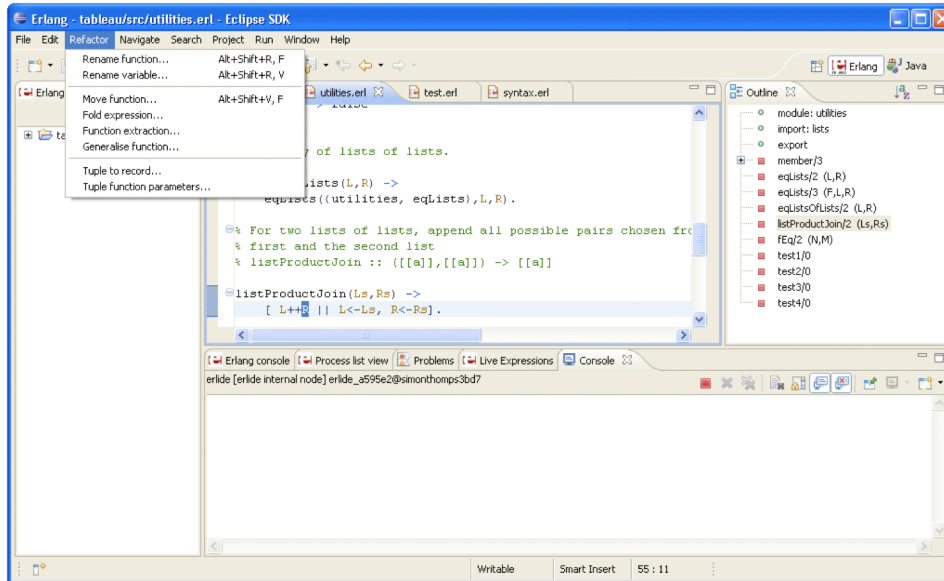 Erlang - tableau/src/utilities.erl - Eclipse SDK
File Edit Refactor Navigate Search Project Run Window Help
Rename function... Alt+Shift+R, F
Rename variable... Alt+Shift+R, V
Move function... Alt+Shift+V, F
Fold expression...
Function extraction...
Generalise function...
Tuple to record...
Tuple function parameters...
Erlang Java
Erlang
ta
utilities.erl test.erl syntax.erl
-> false
y of lists of lists.
ists(L,R) ->
eqLists((utilities, eqLists),L,R).
% For two lists of lists, append all possible pairs chosen fro
% first and the second list
% listProductJoin :: ([[a]],[[a]]) -> [[a]]
listProductJoin(Ls,Rs) ->
[ L++R || L<-Ls, R<-Rs].
Outline
module: utilities
import: lists
export
member/3
eqLists/2 (L,R)
eqLists/3 (F,L,R)
eqListsOfLists/2 (L,R)
listProductJoin/2 (Ls,Rs)
fEq/2 (N,M)
test1/0
test2/0
test3/0
test4/0
Erlang console Process list view Problems Live Expressions Console
erlide [erlide internal node] erlide_a595e2@simonthomps3bd7
Writable Smart Insert 55 : 11